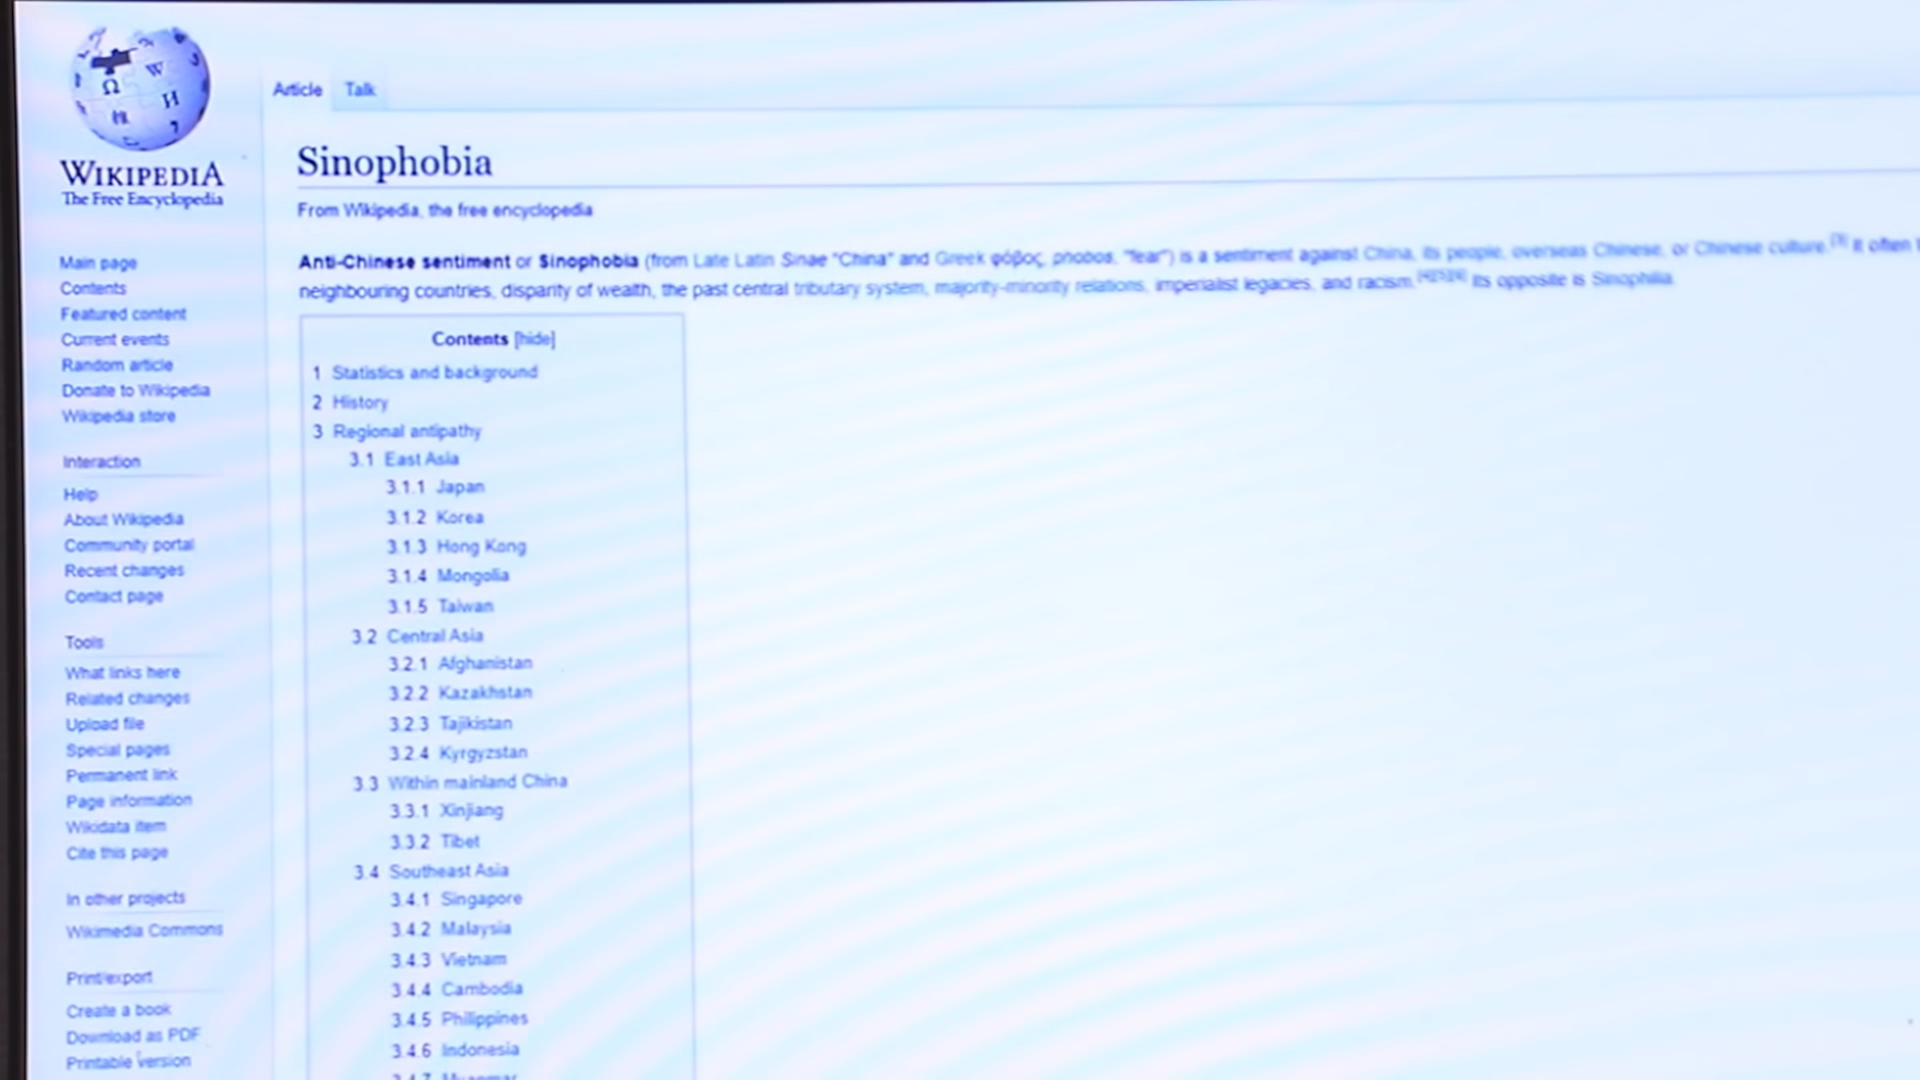 WIKIPEDIA
The Free Encyclopedia
Main page
Contents
Featured content
Current events
Random article
Donate to Wikipedia
Wikipedia store
Interaction
Help
About Wikipedia
Community portal
Recent changes
Contact page
Tools
What links here
Related changes
Upload file
Special pages
Permanent link
Page information
Wikidata item
Cite this page
In other projects
Wikimedia Commons
Print/export
Create a book
Download as PDF
Printable version
Article Talk
Sinophobia
From Wikipedia, the free encyclopedia
Anti-Chinese sentiment or Sinophobia (from Late Latin Sinae "China" and Greek φόβος, phobos, "fear") is a sentiment against China, its people, overseas Chinese, or Chinese culture. It often
neighbouring countries, disparity of wealth, the past central tributary system, majority-minority relations, imperialist legacies, and racism. Its opposite is Sinophilia.
Contents [hide]
1 Statistics and background
2 History
3 Regional antipathy
3.1 East Asia
3.1.1 Japan
3.1.2 Korea
3.1.3 Hong Kong
3.1.4 Mongolia
3.1.5 Taiwan
3.2 Central Asia
3.2.1 Afghanistan
3.2.2 Kazakhstan
3.2.3 Tajikistan
3.2.4 Kyrgyzstan
3.3 Within mainland China
3.3.1 Xinjiang
3.3.2 Tibet
3.4 Southeast Asia
3.4.1 Singapore
3.4.2 Malaysia
3.4.3 Vietnam
3.4.4 Cambodia
3.4.5 Philippines
3.4.6 Indonesia
3.4.7 Myanmar